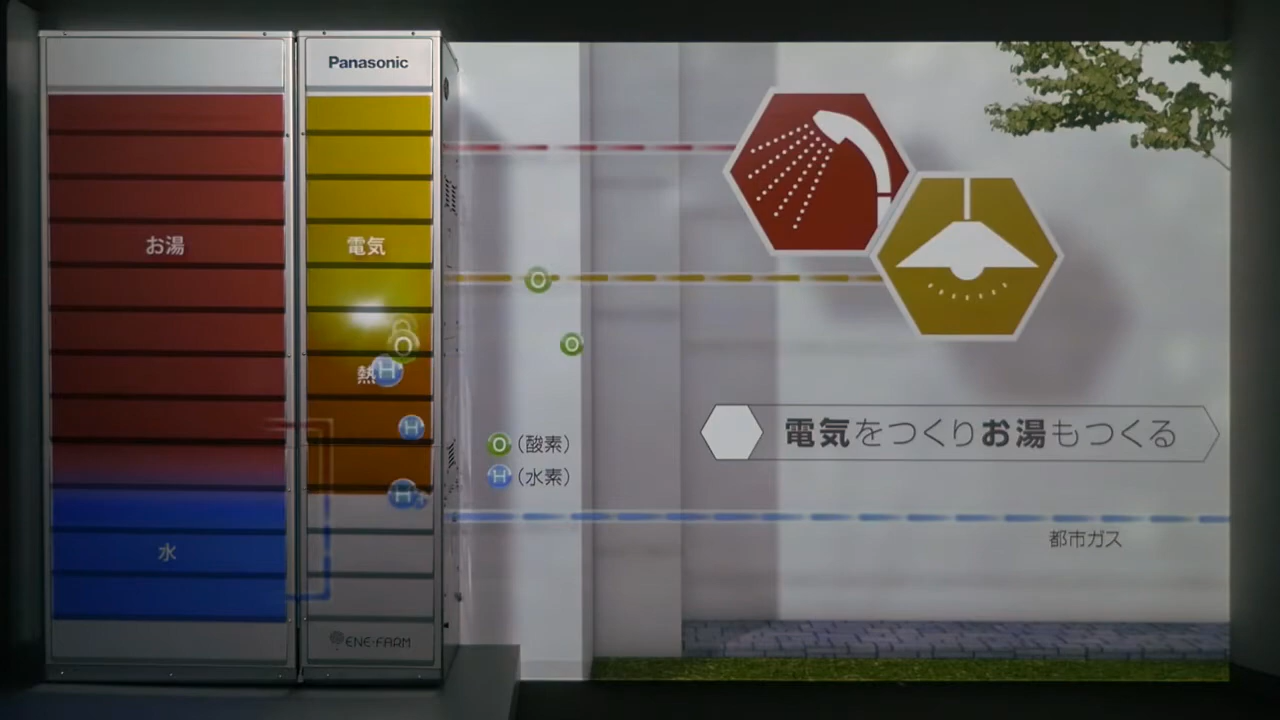 Panasonic
お湯
電気
熱
O
O
O
H
H
H
O（酸素）
H（水素）
電気をつくりお湯もつくる
水
都市ガス
ENE·FARM